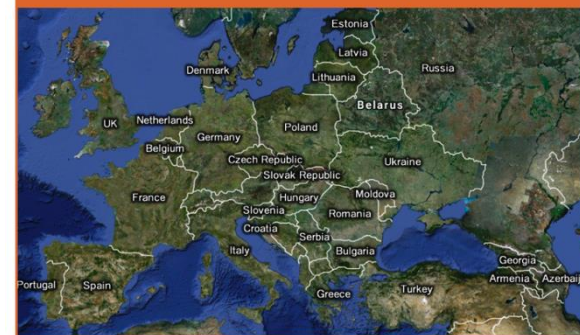 Estonia
Latvia
Denmark
Russia
Lithuania
Belarus
UK
Netherlands
Poland
Germany
Belgium
Czech Republic
Ukraine
Slovak Republic
France
Hungary
Moldova
Slovenia
Romania
Croatia
Serbia
Italy
Bulgaria
Georgia
Armenia
Azerbaij
Portugal
Spain
Greece
Turkey